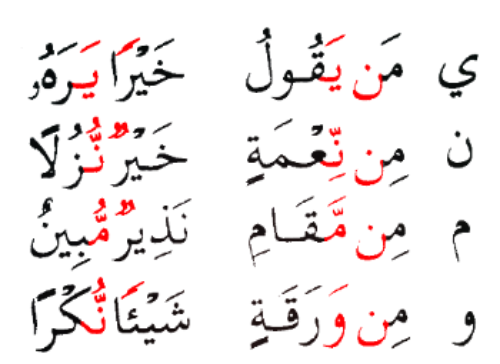 ي مَن يَقُولُ خَيْرًا يَرَهُۥ
ن مِن نِّعْمَةٍ خَيْرٌ نُّزُلًا
م مِن مَّقَامِ نَذِيرٌ مُّبِينٌ
و مِن وَرَقَةٍ شَيْئًا نُّكْرًا